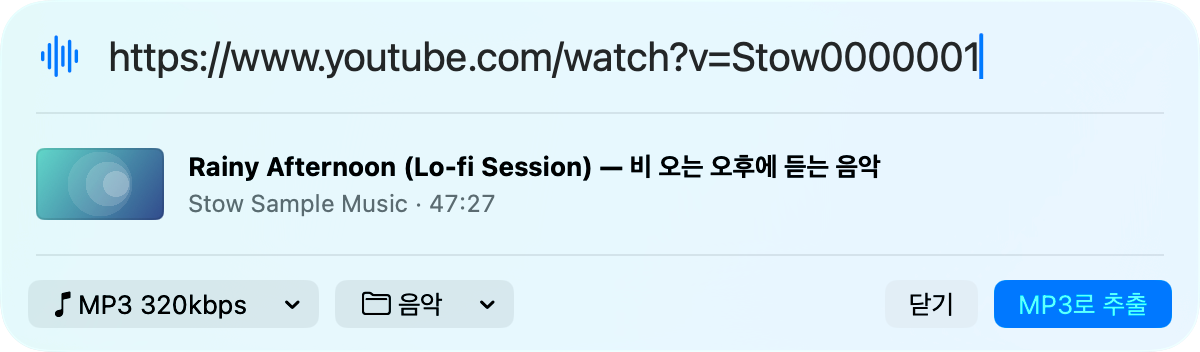 https://www.youtube.com/watch?v=Stow0000001
Rainy Afternoon (Lo-fi Session) — 비 오는 오후에 듣는 음악
Stow Sample Music · 47:27
MP3 320kbps
음악
닫기
MP3로 추출